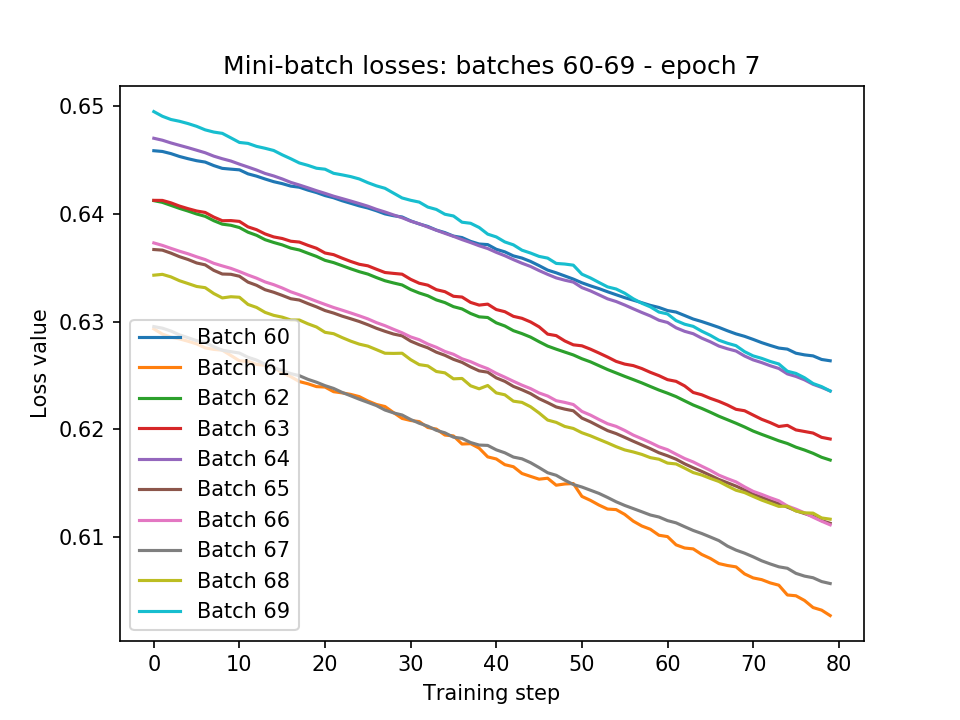 Mini-batch losses: batches 60-69 - epoch 7
Loss value
0.65
0.64
0.63
0.62
0.61
Batch 60
Batch 61
Batch 62
Batch 63
Batch 64
Batch 65
Batch 66
Batch 67
Batch 68
Batch 69
0 10 20 30 40 50 60 70 80
Training step